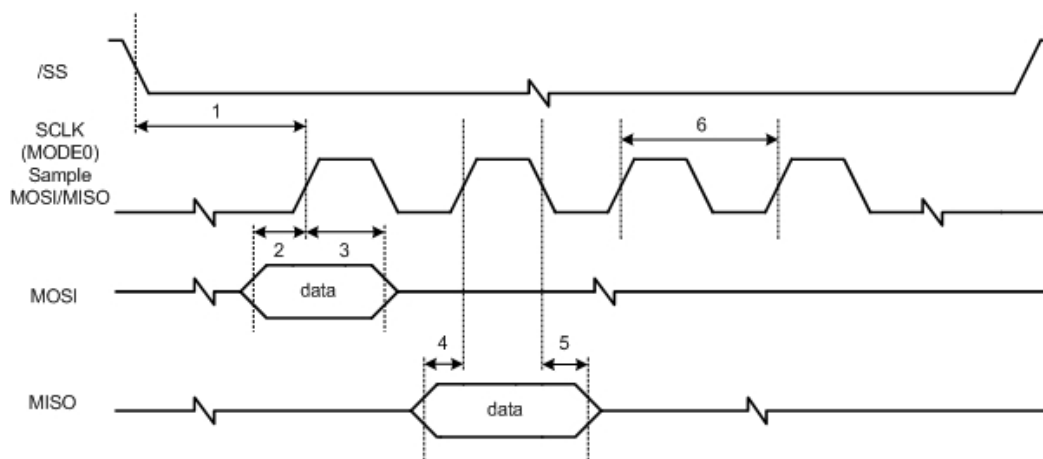 /SS
1
SCLK
(MODE0)
Sample
MOSI/MISO
6
2 3
MOSI
data
4 5
MISO
data